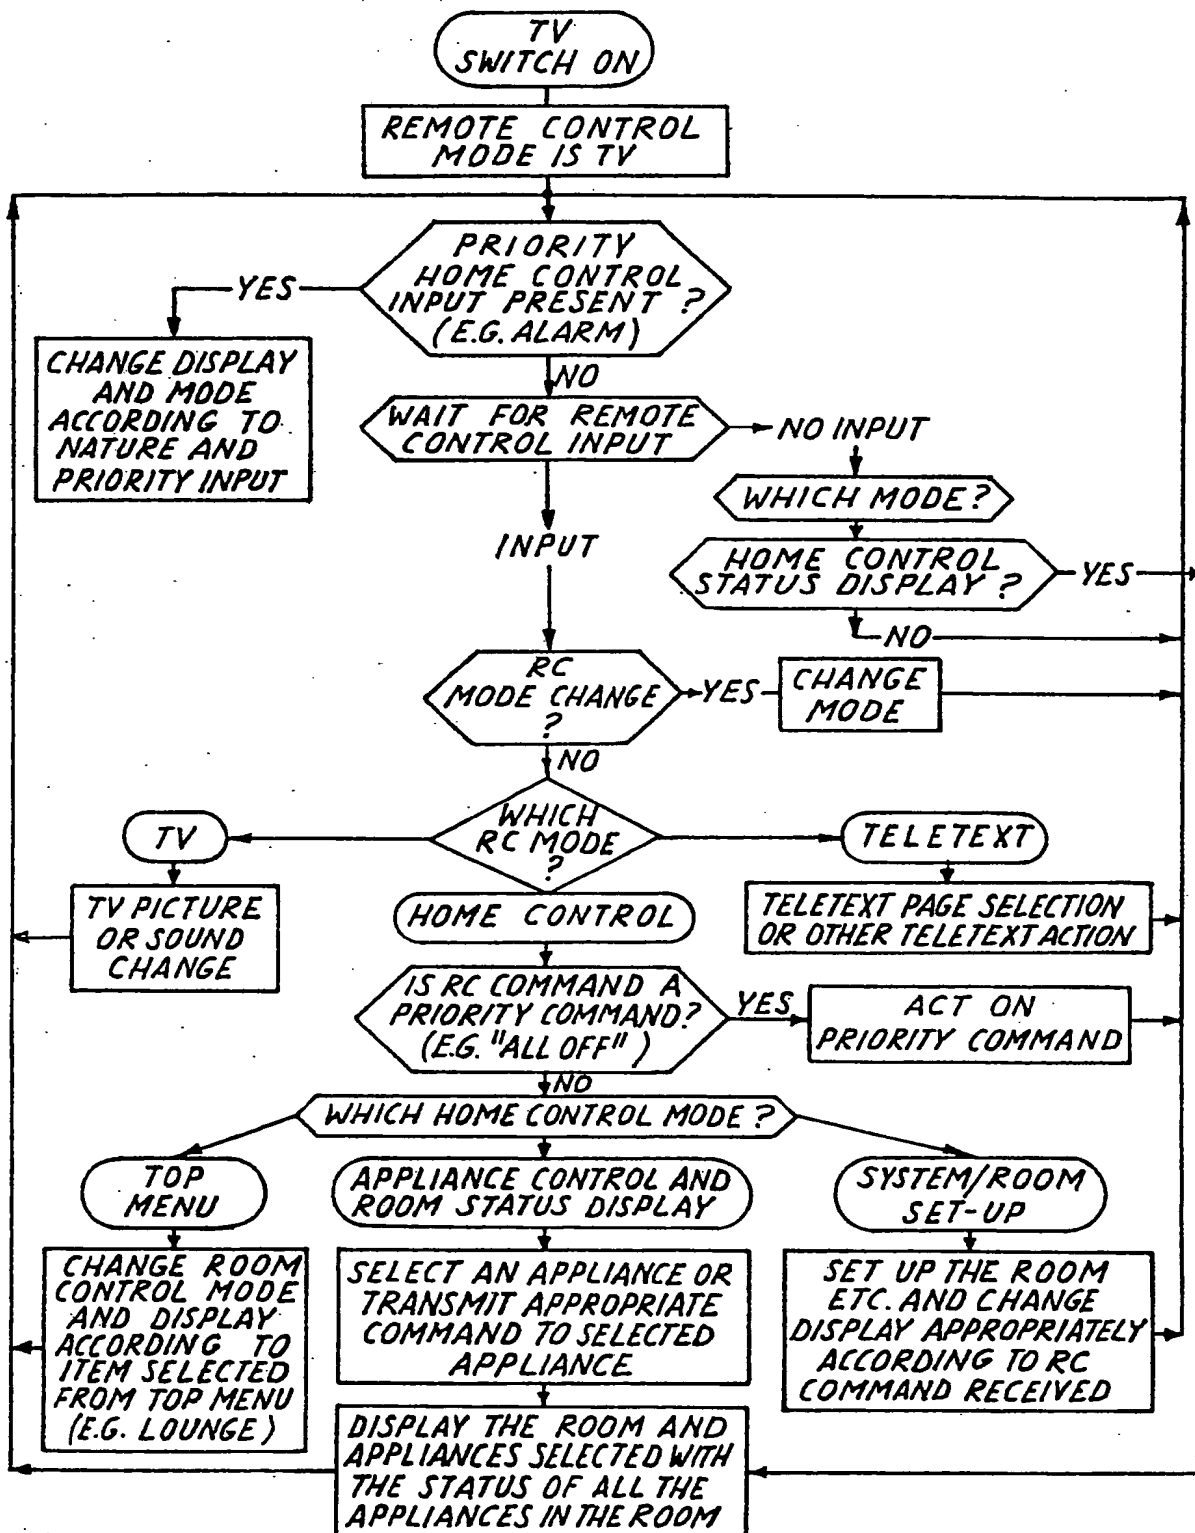 TV
SWITCH ON
REMOTE CONTROL
MODE IS TV
PRIORITY
HOME CONTROL
INPUT PRESENT ?
(E.G. ALARM)
YES
CHANGE DISPLAY
AND MODE
ACCORDING TO
NATURE AND
PRIORITY INPUT
NO
WAIT FOR REMOTE
CONTROL INPUT
NO INPUT
WHICH MODE?
INPUT
HOME CONTROL
STATUS DISPLAY ?
YES
NO
RC
MODE CHANGE
?
YES
CHANGE
MODE
NO
WHICH
RC MODE
?
TV
TELETEXT
TV PICTURE
OR SOUND
CHANGE
HOME CONTROL
TELETEXT PAGE SELECTION
OR OTHER TELETEXT ACTION
IS RC COMMAND A
PRIORITY COMMAND?
(E.G. "ALL OFF")
YES
ACT ON
PRIORITY COMMAND
NO
WHICH HOME CONTROL MODE ?
TOP
MENU
APPLIANCE CONTROL AND
ROOM STATUS DISPLAY
SYSTEM/ROOM
SET-UP
CHANGE ROOM
CONTROL MODE
AND DISPLAY
ACCORDING TO
ITEM SELECTED
FROM TOP MENU
(E.G. LOUNGE)
SELECT AN APPLIANCE OR
TRANSMIT APPROPRIATE
COMMAND TO SELECTED
APPLIANCE
SET UP THE ROOM
ETC. AND CHANGE
DISPLAY APPROPRIATELY
ACCORDING TO RC
COMMAND RECEIVED
DISPLAY THE ROOM AND
APPLIANCES SELECTED WITH
THE STATUS OF ALL THE
APPLIANCES IN THE ROOM